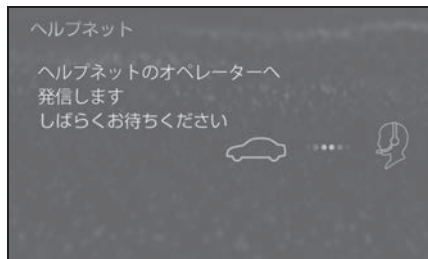 ヘルプネット
ヘルプネットのオペレーターへ
発信します
しばらくお待ちください